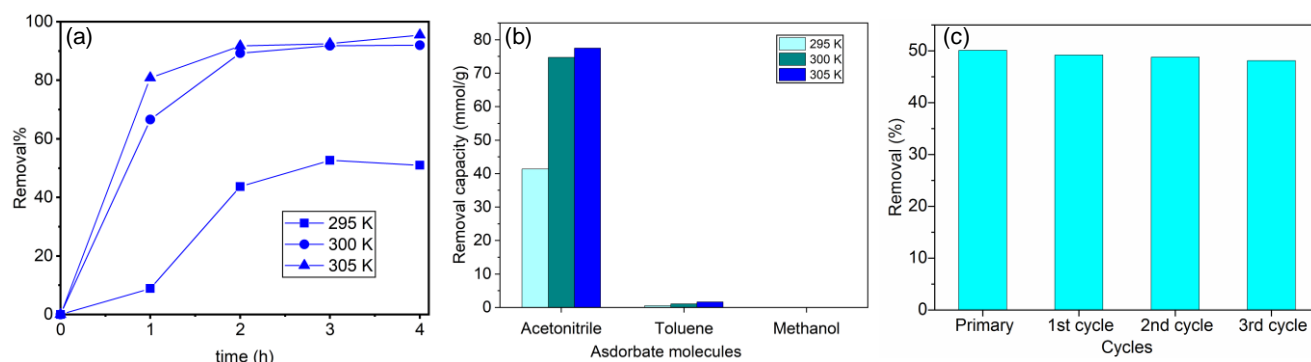 (a)
Removal%
100
80
60
40
20
0
295 K
300 K
305 K
0 1 2 3 4
time (h)
(b)
Removal capacity (mmol/g)
80
70
60
50
40
30
20
10
0
295 K
300 K
305 K
Acetonitrile Toluene Methanol
Asdorbate molecules
(c)
Removal (%)
50
40
30
20
10
0
Primary 1st cycle 2nd cycle 3rd cycle
Cycles